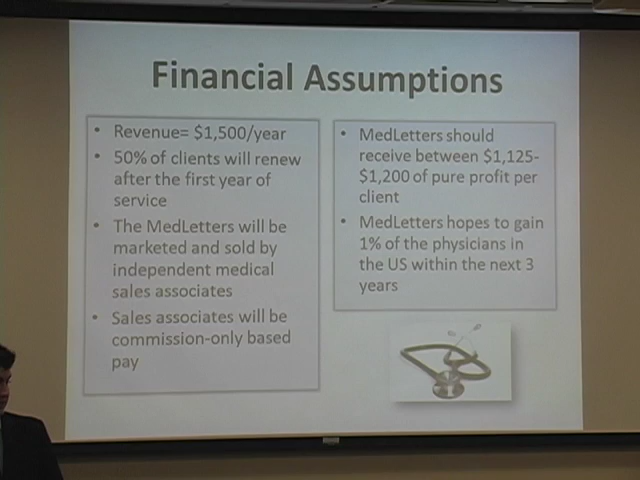 Financial Assumptions
• Revenue= $1,500/year
• 50% of clients will renew
after the first year of
service
• The MedLetters will be
marketed and sold by
independent medical
sales associates
• Sales associates will be
commission-only based
pay
• MedLetters should
receive between $1,125-
$1,200 of pure profit per
client
• MedLetters hopes to gain
1% of the physicians in
the US within the next 3
years